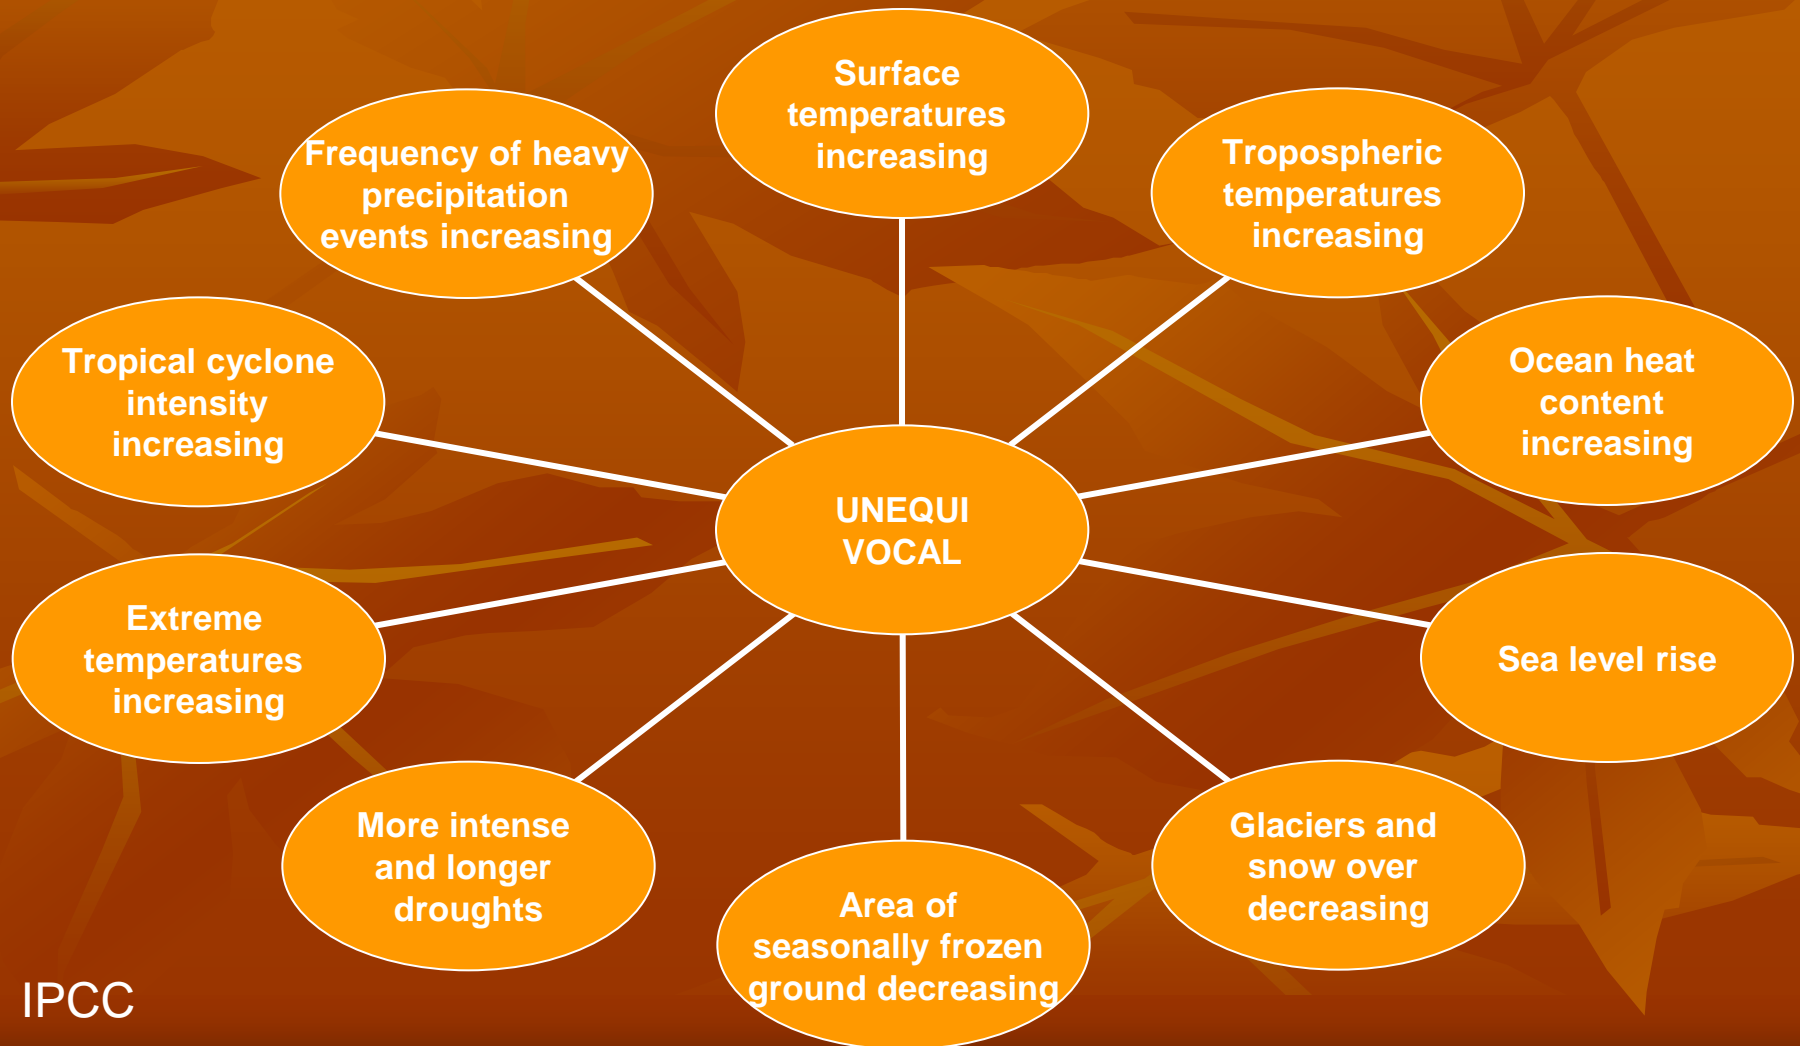 Surface
temperatures
increasing
Tropospheric
temperatures
increasing
Ocean heat
content
increasing
Sea level rise
Glaciers and
snow over
decreasing
Area of
seasonally frozen
ground decreasing
More intense
and longer
droughts
Extreme
temperatures
increasing
Tropical cyclone
intensity
increasing
Frequency of heavy
precipitation
events increasing
UNEQUI
VOCAL
IPCC